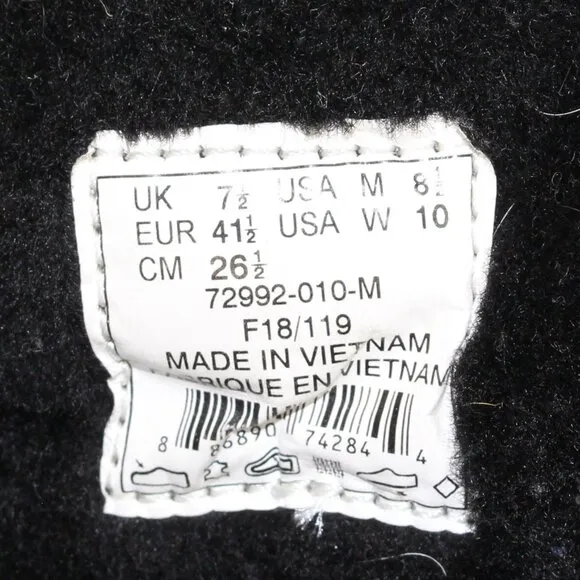 UK 7½ USA M 8½
EUR 41½ USA W 10
CM 26½
72992-010-M
F18/119
MADE IN VIETNAM
EN VIETNAM
8 86890 74284 4